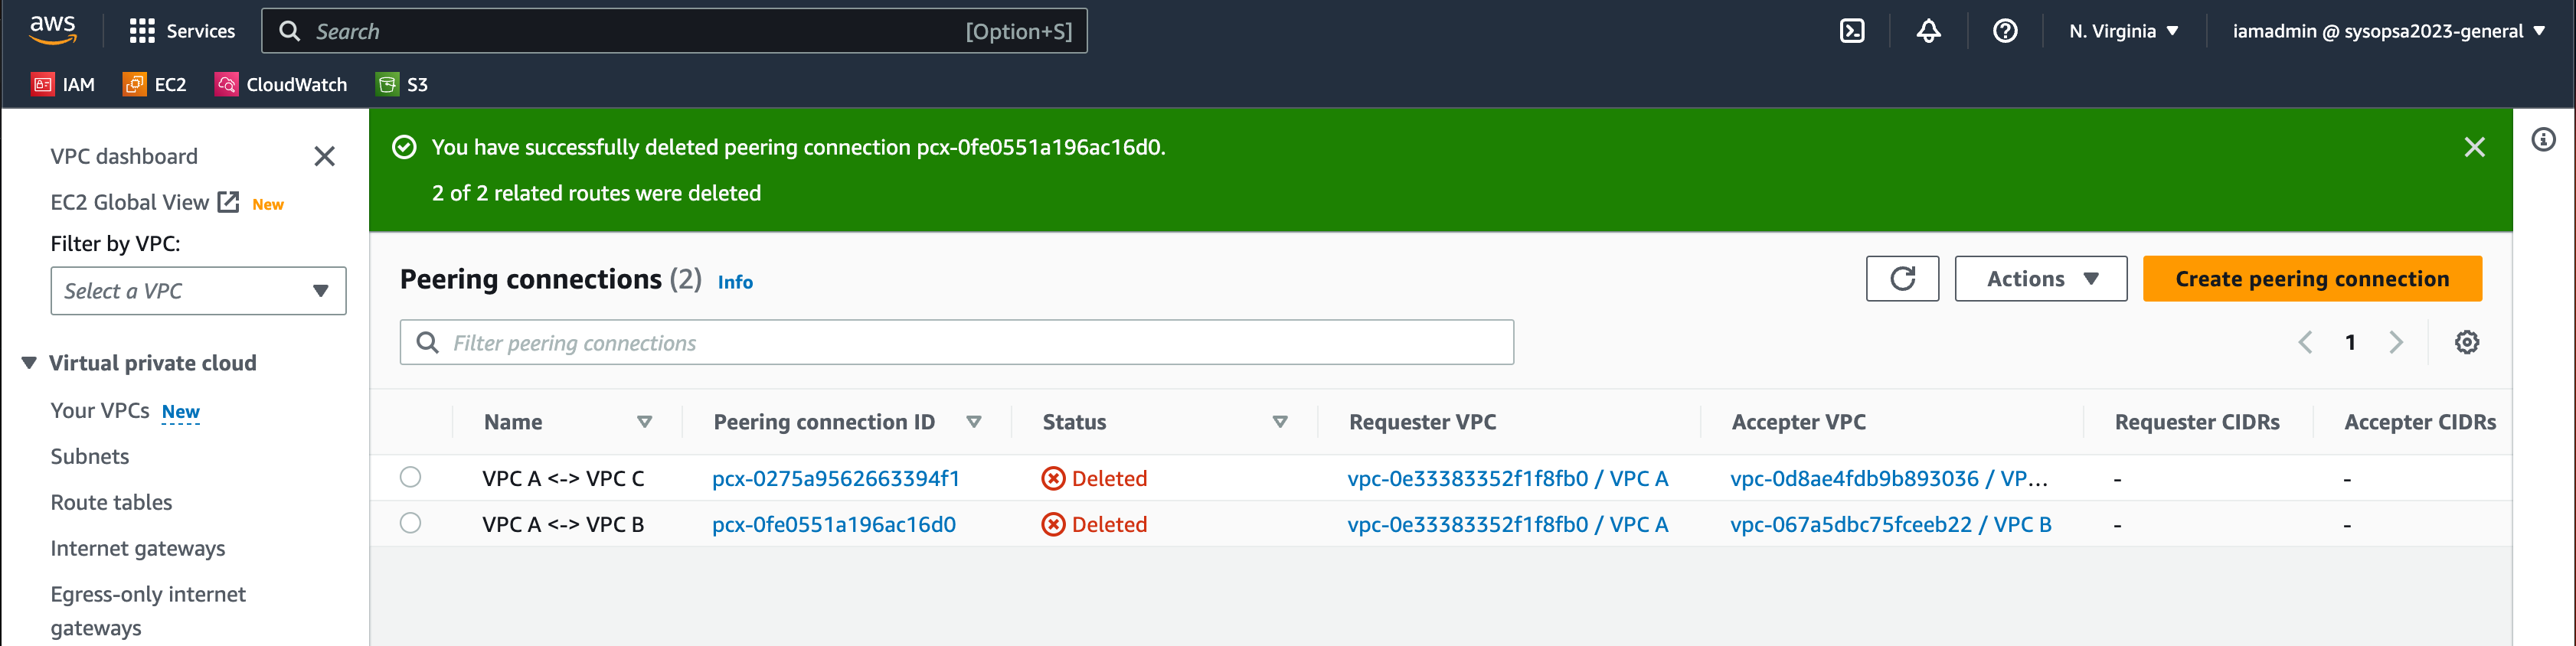 aws Services Search [Option+S] N. Virginia iamadmin @ sysopsa2023-general
IAM EC2 CloudWatch S3
VPC dashboard
EC2 Global View New
Filter by VPC:
Select a VPC
Virtual private cloud
Your VPCs New
Subnets
Route tables
Internet gateways
Egress-only internet
gateways
You have successfully deleted peering connection pcx-0fe0551a196ac16d0.
2 of 2 related routes were deleted
Peering connections (2) Info Actions Create peering connection
Filter peering connections 1
Name Peering connection ID Status Requester VPC Accepter VPC Requester CIDRs Accepter CIDRs
VPC A <-> VPC C pcx-0275a9562663394f1 Deleted vpc-0e33383352f1f8fb0 / VPC A vpc-0d8ae4fdb9b893036 / VP... - -
VPC A <-> VPC B pcx-0fe0551a196ac16d0 Deleted vpc-0e33383352f1f8fb0 / VPC A vpc-067a5dbc75fceeb22 / VPC B - -